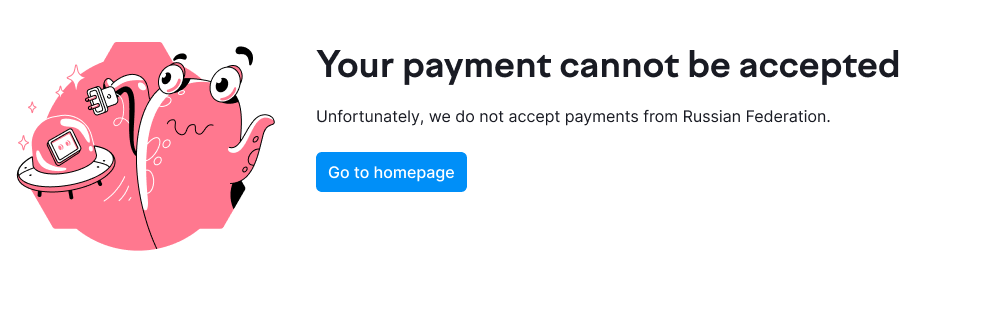 Your payment cannot be accepted
Unfortunately, we do not accept payments from Russian Federation.
Go to homepage